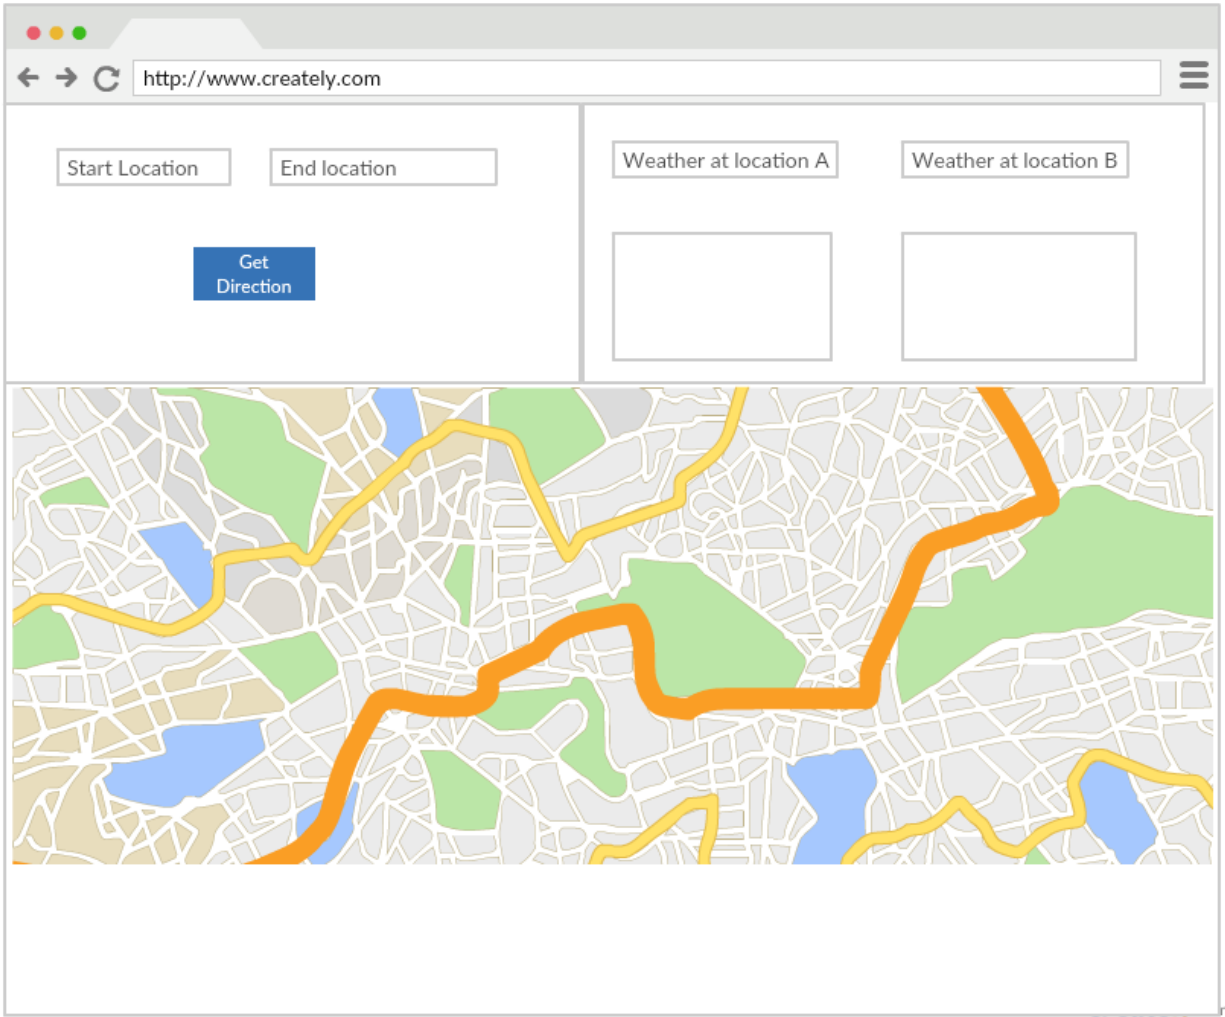 http://www.creately.com
Start Location
End location
Get
Direction
Weather at location A
Weather at location B